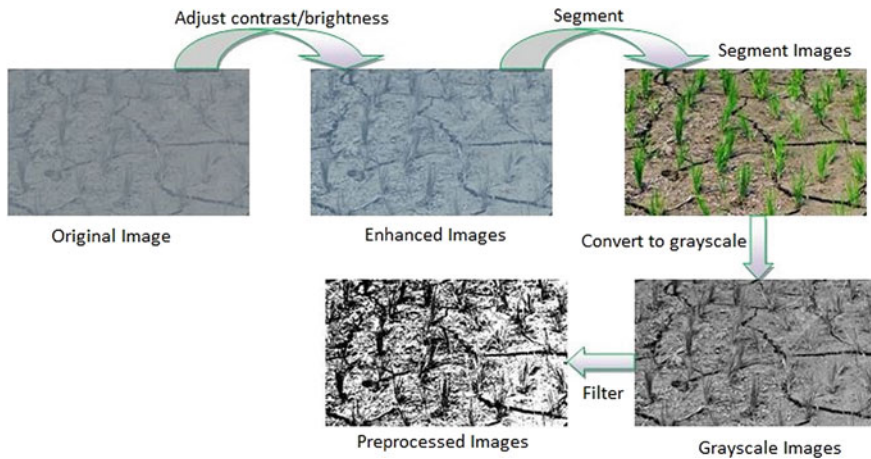 Adjust contrast/brightness
Segment
Segment Images
Original Image
Enhanced Images
Convert to grayscale
Filter
Preprocessed Images
Grayscale Images